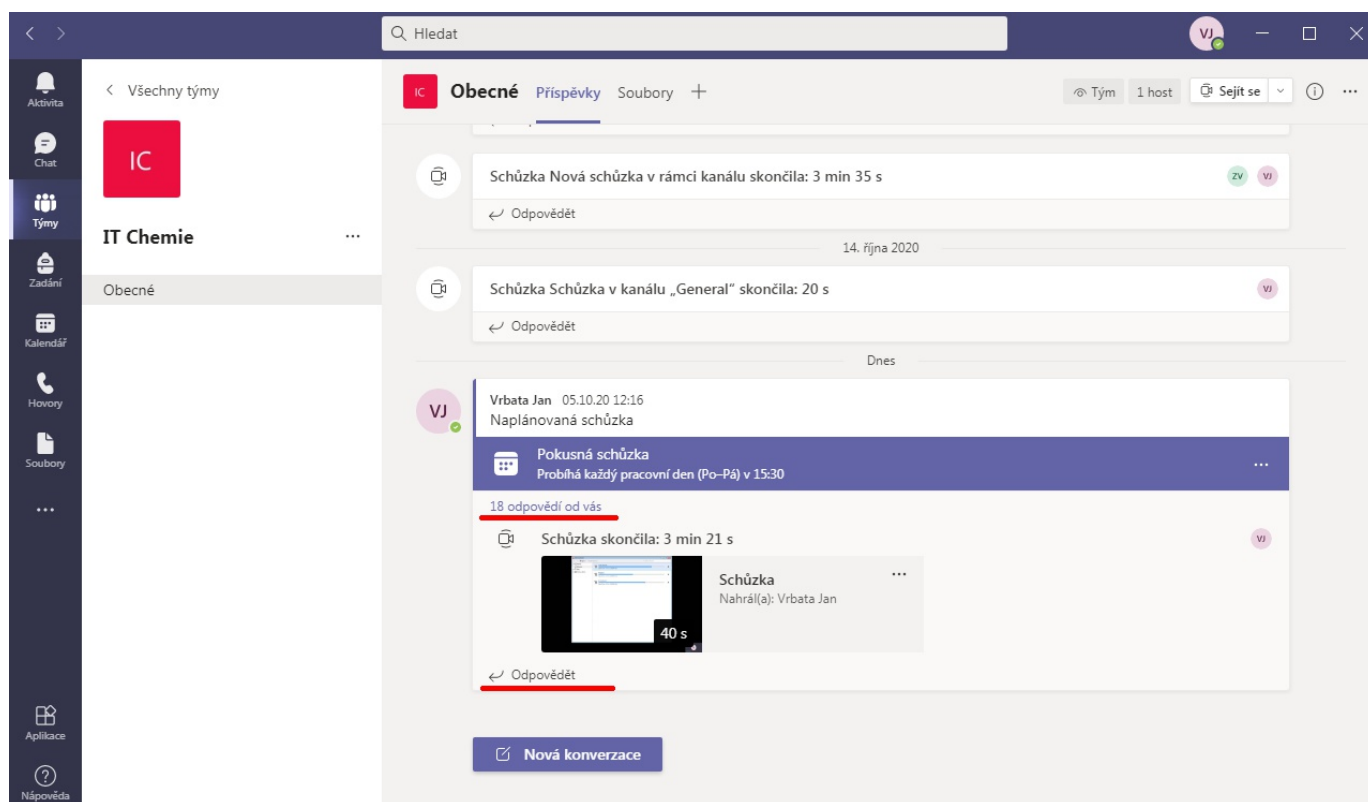 Hledat
VJ
Aktivita
Chat
Týmy
Zadání
Kalendář
Hovory
Soubory
Aplikace
Nápověda
Všechny týmy
IC
IT Chemie
Obecné
IC
Obecné
Příspěvky
Soubory
Tým
1 host
Sejít se
Schůzka Nová schůzka v rámci kanálu skončila: 3 min 35 s
ZV VJ
Odpovědět
14. října 2020
Schůzka Schůzka v kanálu „General“ skončila: 20 s
VJ
Odpovědět
Dnes
VJ
Vrbata Jan 05.10.20 12:16
Naplánovaná schůzka
Pokusná schůzka
Probíhá každý pracovní den (Po–Pá) v 15:30
18 odpovědí od vás
Schůzka skončila: 3 min 21 s
VJ
Schůzka
Nahrál(a): Vrbata Jan
40 s
Odpovědět
Nová konverzace